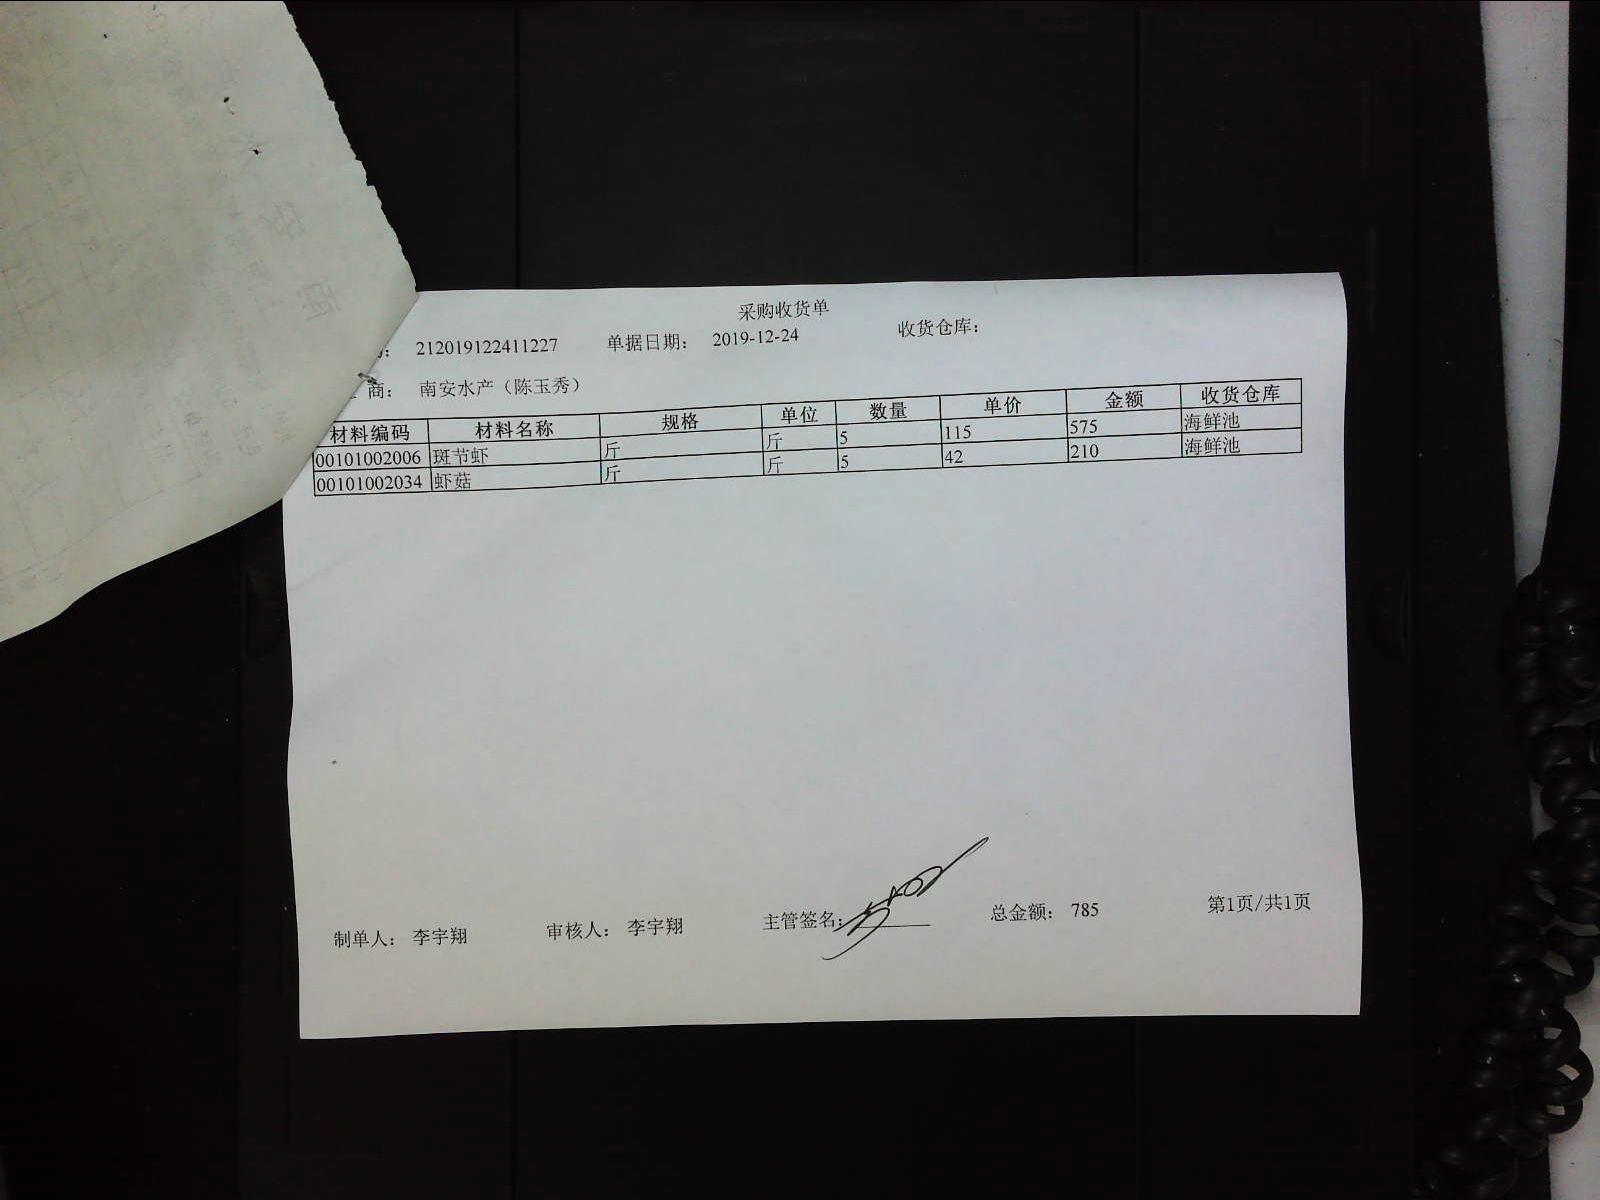 采购收货单
212019122411227 单据日期： 2019-12-24 收货仓库：
商： 南安水产（陈玉秀）
材料编码 材料名称 规格 单位 数量 单价 金额 收货仓库
00101002006 斑节虾 斤 斤 5 115 575 海鲜池
00101002034 虾菇 斤 斤 5 42 210 海鲜池
制单人： 李宇翔 审核人： 李宇翔 主管签名： 总金额： 785 第1页/共1页